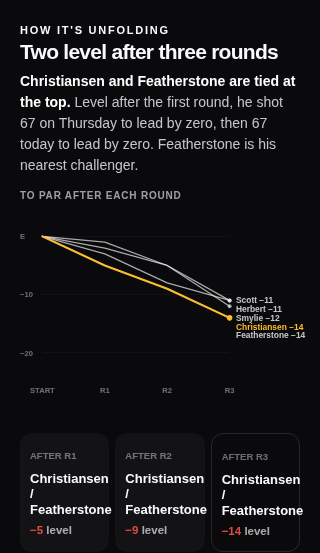 HOW IT'S UNFOLDING
Two level after three rounds
Christiansen and Featherstone are tied at
the top. Level after the first round, he shot
67 on Thursday to lead by zero, then 67
today to lead by zero. Featherstone is his
nearest challenger.
TO PAR AFTER EACH ROUND
E
−10
−20
Scott −11
Herbert −11
Smylie −12
Christiansen −14
Featherstone −14
START R1 R2 R3
AFTER R1
Christiansen
/
Featherstone
−5 level
AFTER R2
Christiansen
/
Featherstone
−9 level
AFTER R3
Christiansen
/
Featherstone
−14 level